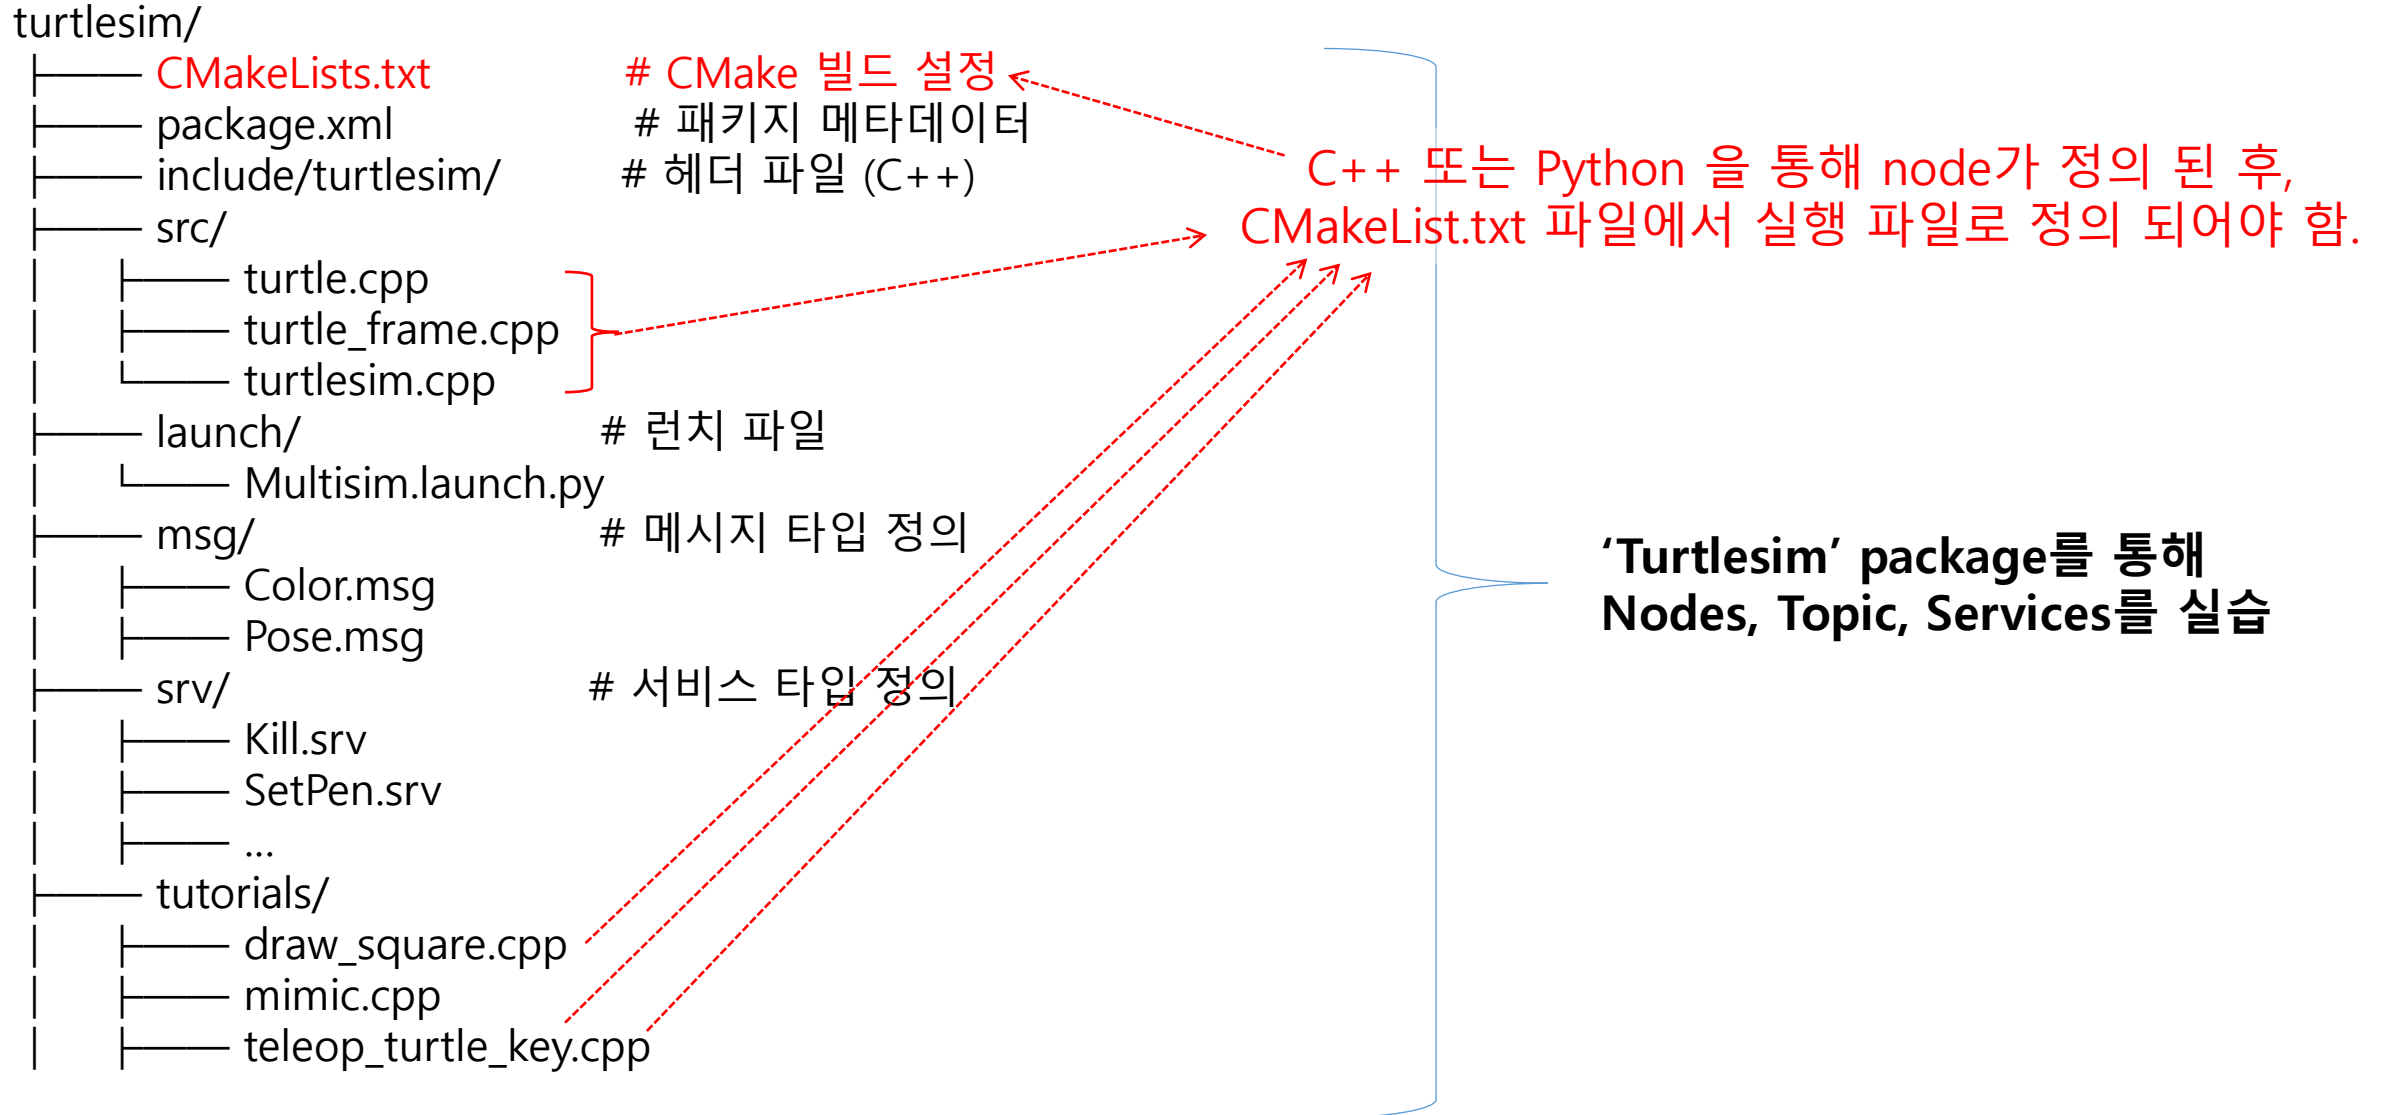 turtlesim/
├── CMakeLists.txt # CMake 빌드 설정
├── package.xml # 패키지 메타데이터
├── include/turtlesim/ # 헤더 파일 (C++)
├── src/
│ ├── turtle.cpp
│ ├── turtle_frame.cpp
│ └── turtlesim.cpp
├── launch/ # 런치 파일
│ └── Multisim.launch.py
├── msg/ # 메시지 타입 정의
│ ├── Color.msg
│ ├── Pose.msg
├── srv/ # 서비스 타입 정의
│ ├── Kill.srv
│ ├── SetPen.srv
│ ├── ...
├── tutorials/
│ ├── draw_square.cpp
│ ├── mimic.cpp
│ ├── teleop_turtle_key.cpp
C++ 또는 Python 을 통해 node가 정의 된 후,
CMakeList.txt 파일에서 실행 파일로 정의 되어야 함.
‘Turtlesim’ package를 통해
Nodes, Topic, Services를 실습